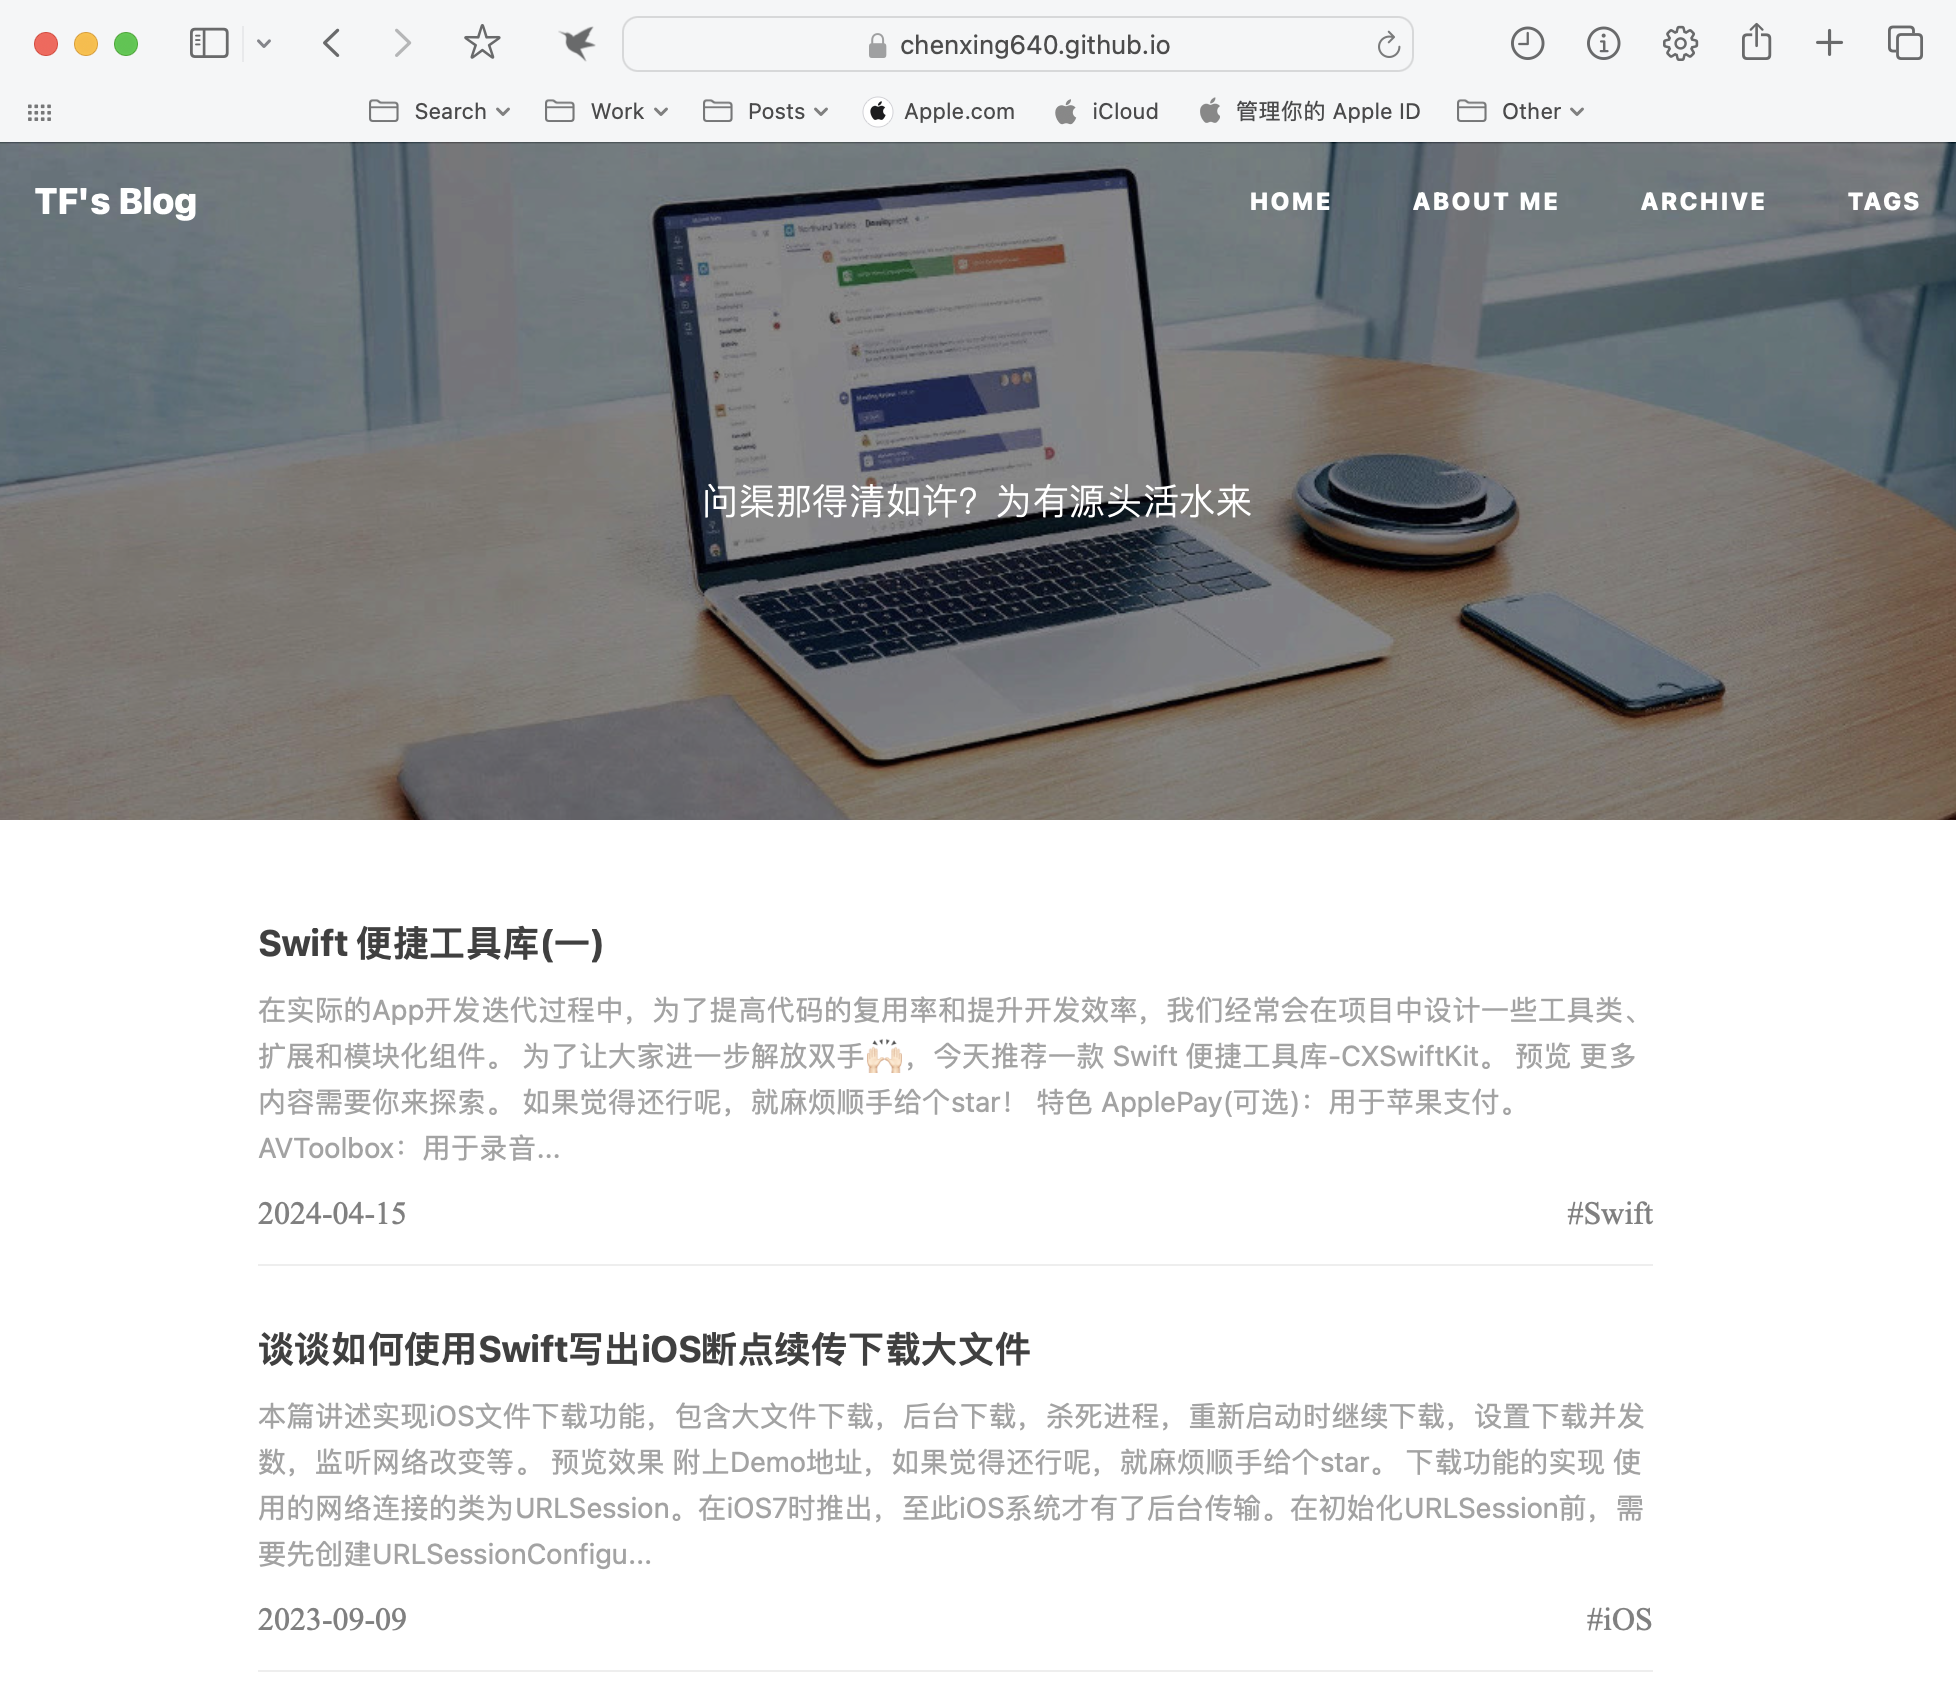 chenxing640.github.io
Search Work Posts Apple.com iCloud 管理你的 Apple ID Other
TF's Blog HOME ABOUT ME ARCHIVE TAGS
Development
问渠那得清如许？为有源头活水来
Swift 便捷工具库(一)
在实际的App开发迭代过程中，为了提高代码的复用率和提升开发效率，我们经常会在项目中设计一些工具类、
扩展和模块化组件。 为了让大家进一步解放双手🙌🏻，今天推荐一款 Swift 便捷工具库-CXSwiftKit。 预览 更多
内容需要你来探索。 如果觉得还行呢，就麻烦顺手给个star！ 特色 ApplePay(可选)：用于苹果支付。
AVToolbox：用于录音...
2024-04-15 #Swift
谈谈如何使用Swift写出iOS断点续传下载大文件
本篇讲述实现iOS文件下载功能，包含大文件下载，后台下载，杀死进程，重新启动时继续下载，设置下载并发
数，监听网络改变等。 预览效果 附上Demo地址，如果觉得还行呢，就麻烦顺手给个star。 下载功能的实现 使
用的网络连接的类为URLSession。在iOS7时推出，至此iOS系统才有了后台传输。在初始化URLSession前，需
要先创建URLSessionConfigu...
2023-09-09 #iOS